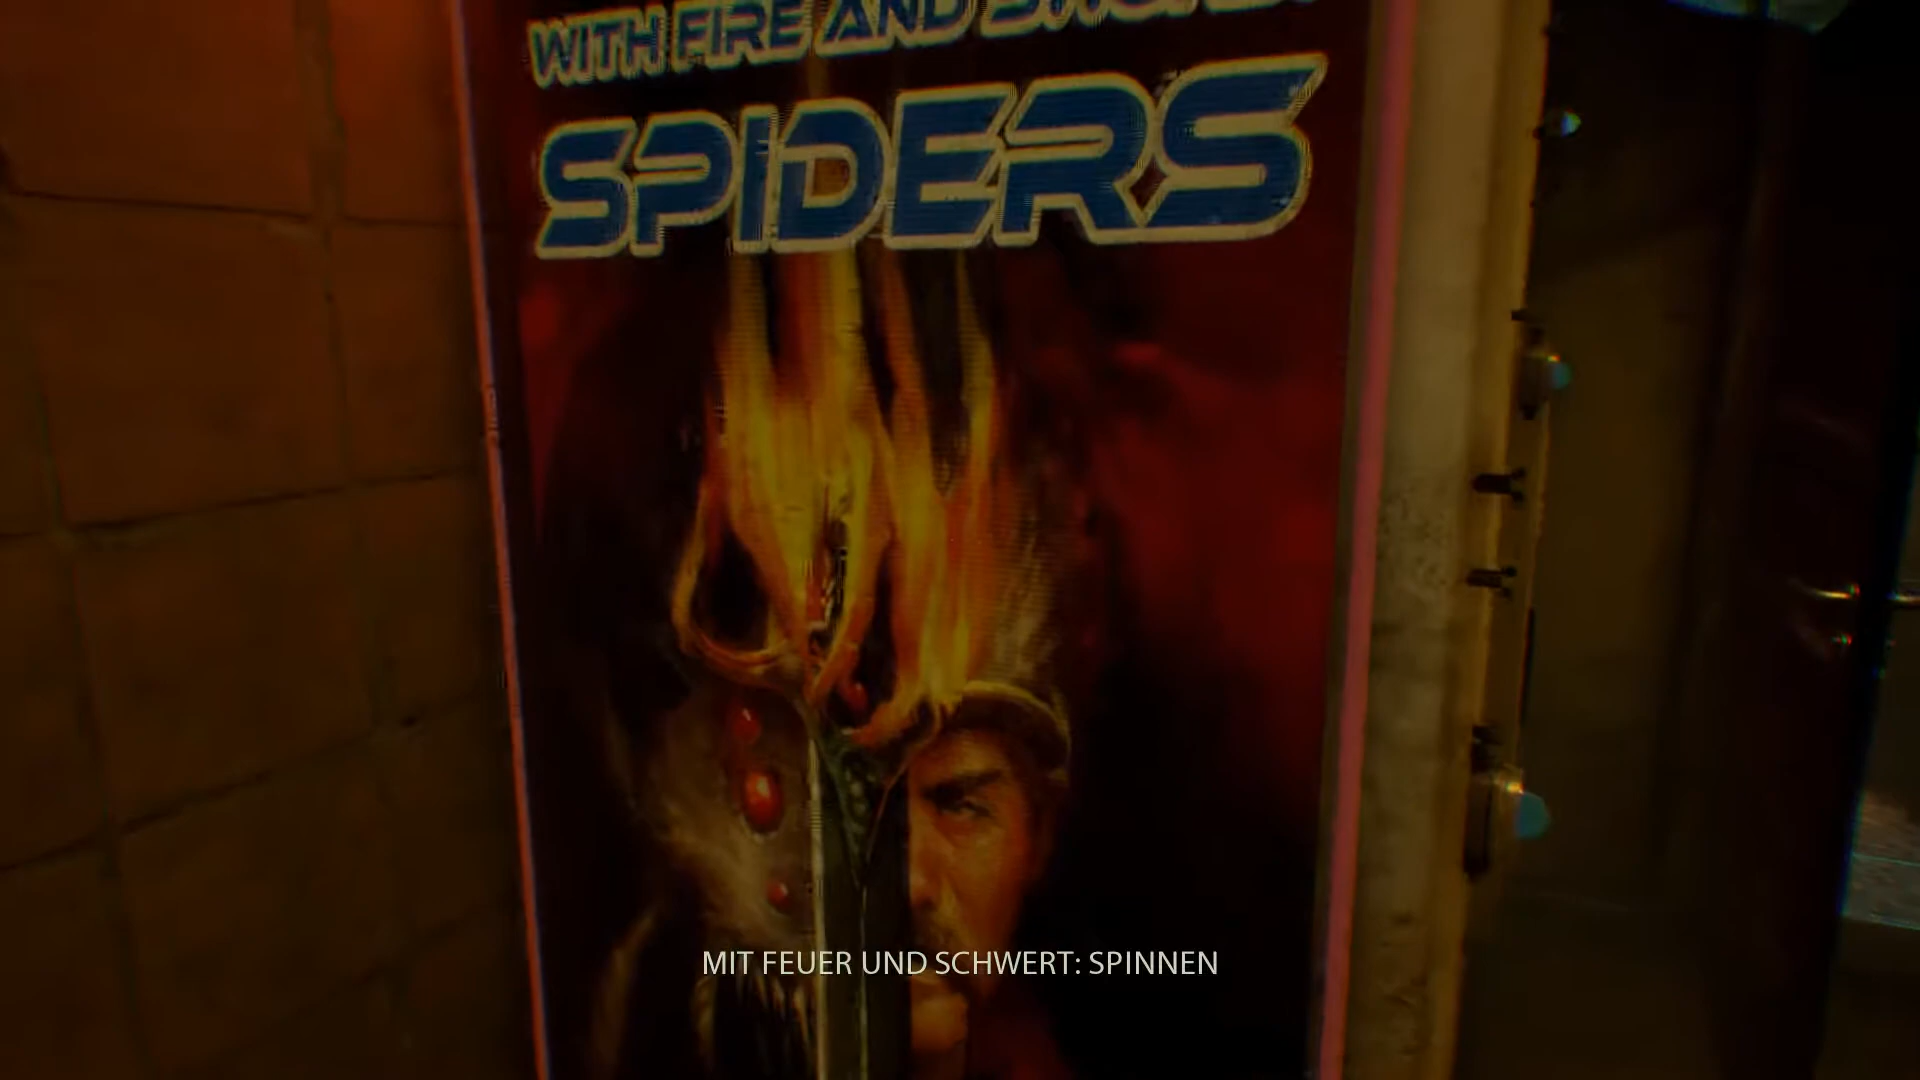 WITH FIRE AND
SPIDERS
MIT FEUER UND SCHWERT: SPINNEN